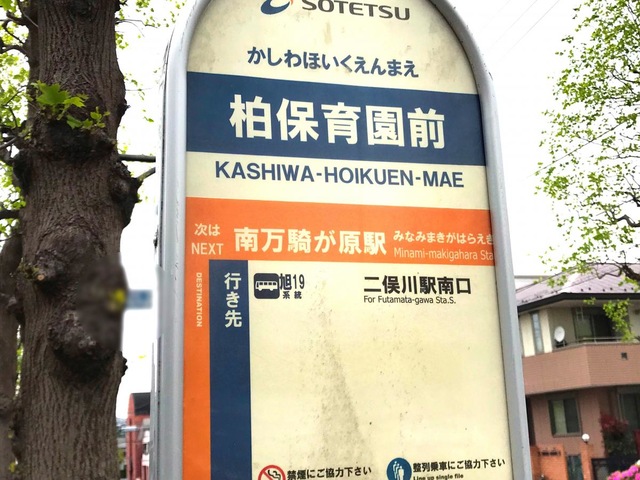 SOTETSU
かしわほいくえんまえ
柏保育園前
KASHIWA-HOIKUEN-MAE
次は 南万騎が原駅 みなみまきがはらえき
NEXT Minami-makigahara Sta
DESTINATION
行き先
旭19
系統
二俣川駅南口
For Futamata-gawa Sta.S.
禁煙にご協力下さい
整列乗車にご協力下さい
Line up single file